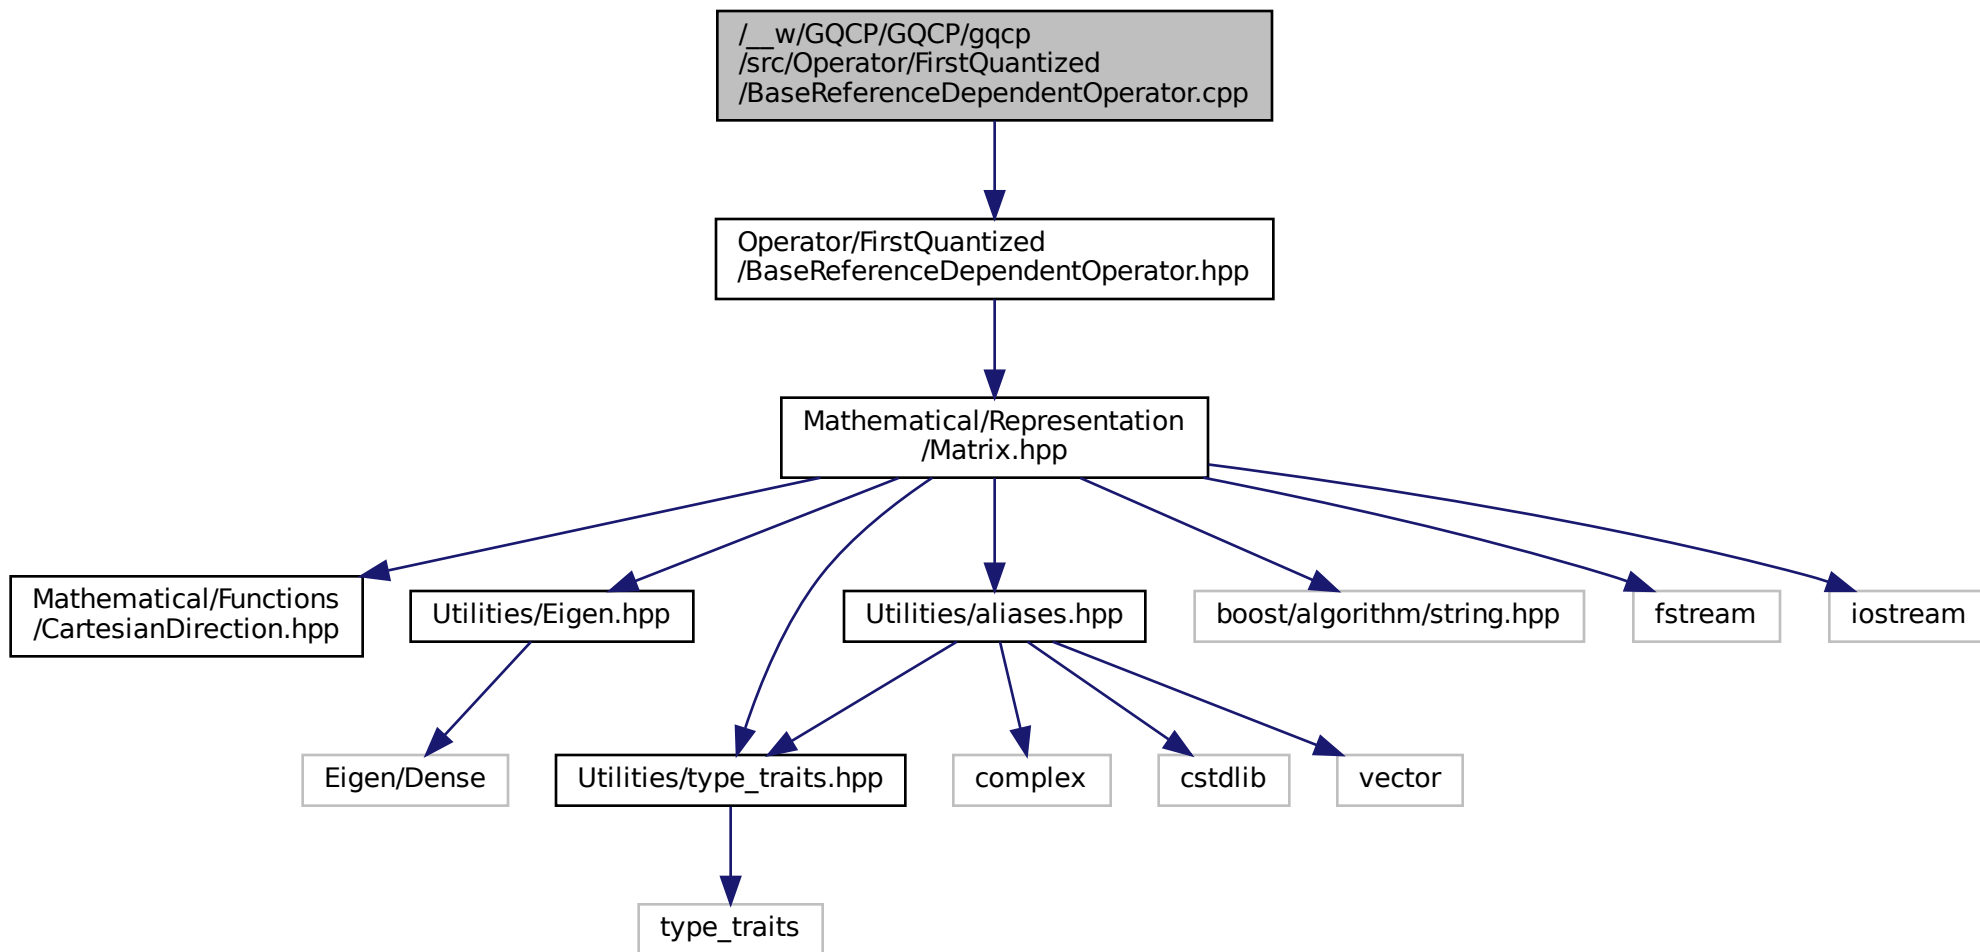 /__w/GQCP/GQCP/gqcp
/src/Operator/FirstQuantized
/BaseReferenceDependentOperator.cpp
Operator/FirstQuantized
/BaseReferenceDependentOperator.hpp
Mathematical/Representation
/Matrix.hpp
Mathematical/Functions
/CartesianDirection.hpp
Utilities/Eigen.hpp
Utilities/aliases.hpp
boost/algorithm/string.hpp
fstream
iostream
Eigen/Dense
Utilities/type_traits.hpp
complex
cstdlib
vector
type_traits